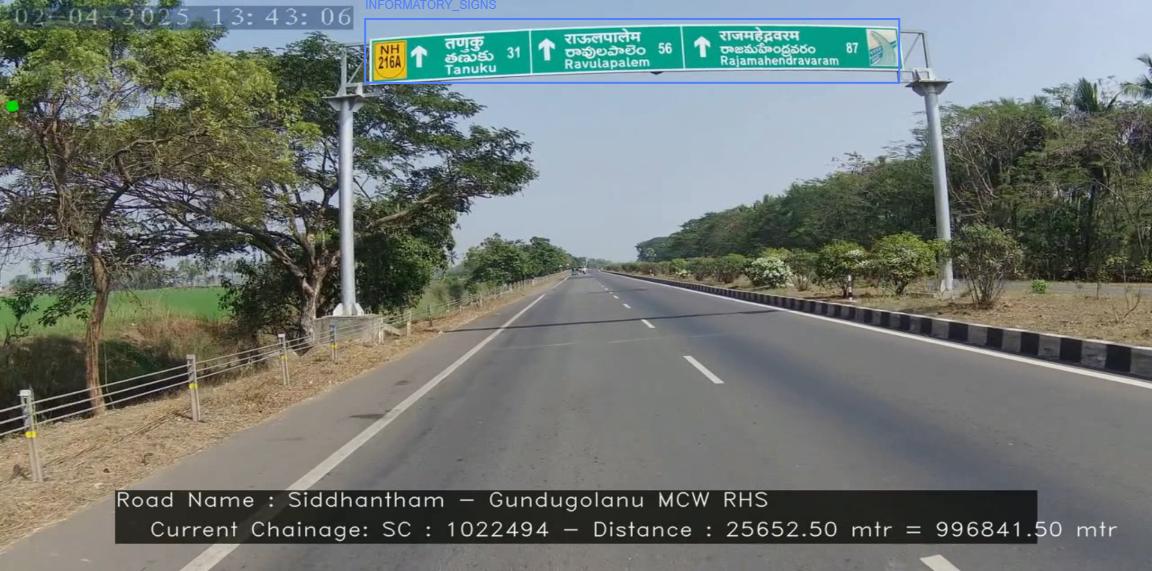 INFORMATORY_SIGNS
02-04-2025 13:43:06
NH
216A
तणुकु
తణుకు
Tanuku
31
राऊलपालेम
రావులపాలెం
Ravulapalem
56
राजमहेंद्रवरम
రాజమహేంద్రవరం
Rajamahendravaram
87
Road Name : Siddhantham - Gundugolanu MCW RHS
Current Chainage: SC : 1022494 - Distance : 25652.50 mtr = 996841.50 mtr